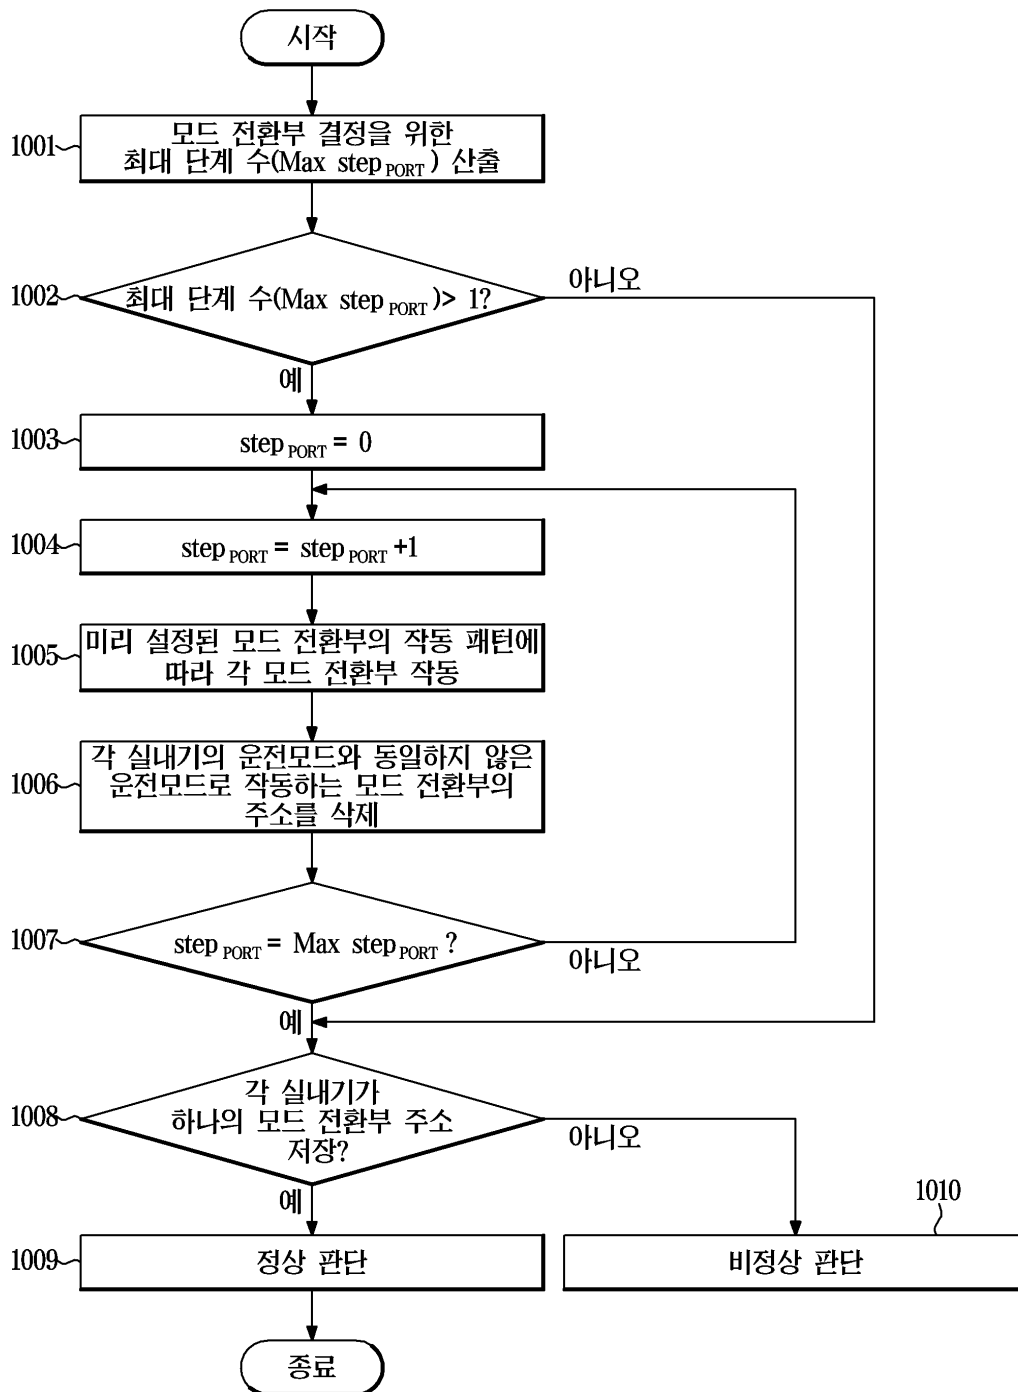 시작
1001
모드 전환부 결정을 위한
최대 단계 수(Max step PORT) 산출
1002
최대 단계 수(Max step PORT)> 1?
아니오
예
1003
step PORT = 0
1004
step PORT = step PORT +1
1005
미리 설정된 모드 전환부의 작동 패턴에
따라 각 모드 전환부 작동
1006
각 실내기의 운전모드와 동일하지 않은
운전모드로 작동하는 모드 전환부의
주소를 삭제
1007
step PORT = Max step PORT ?
아니오
예
1008
각 실내기가
하나의 모드 전환부 주소
저장?
아니오
예
1009
정상 판단
1010
비정상 판단
종료